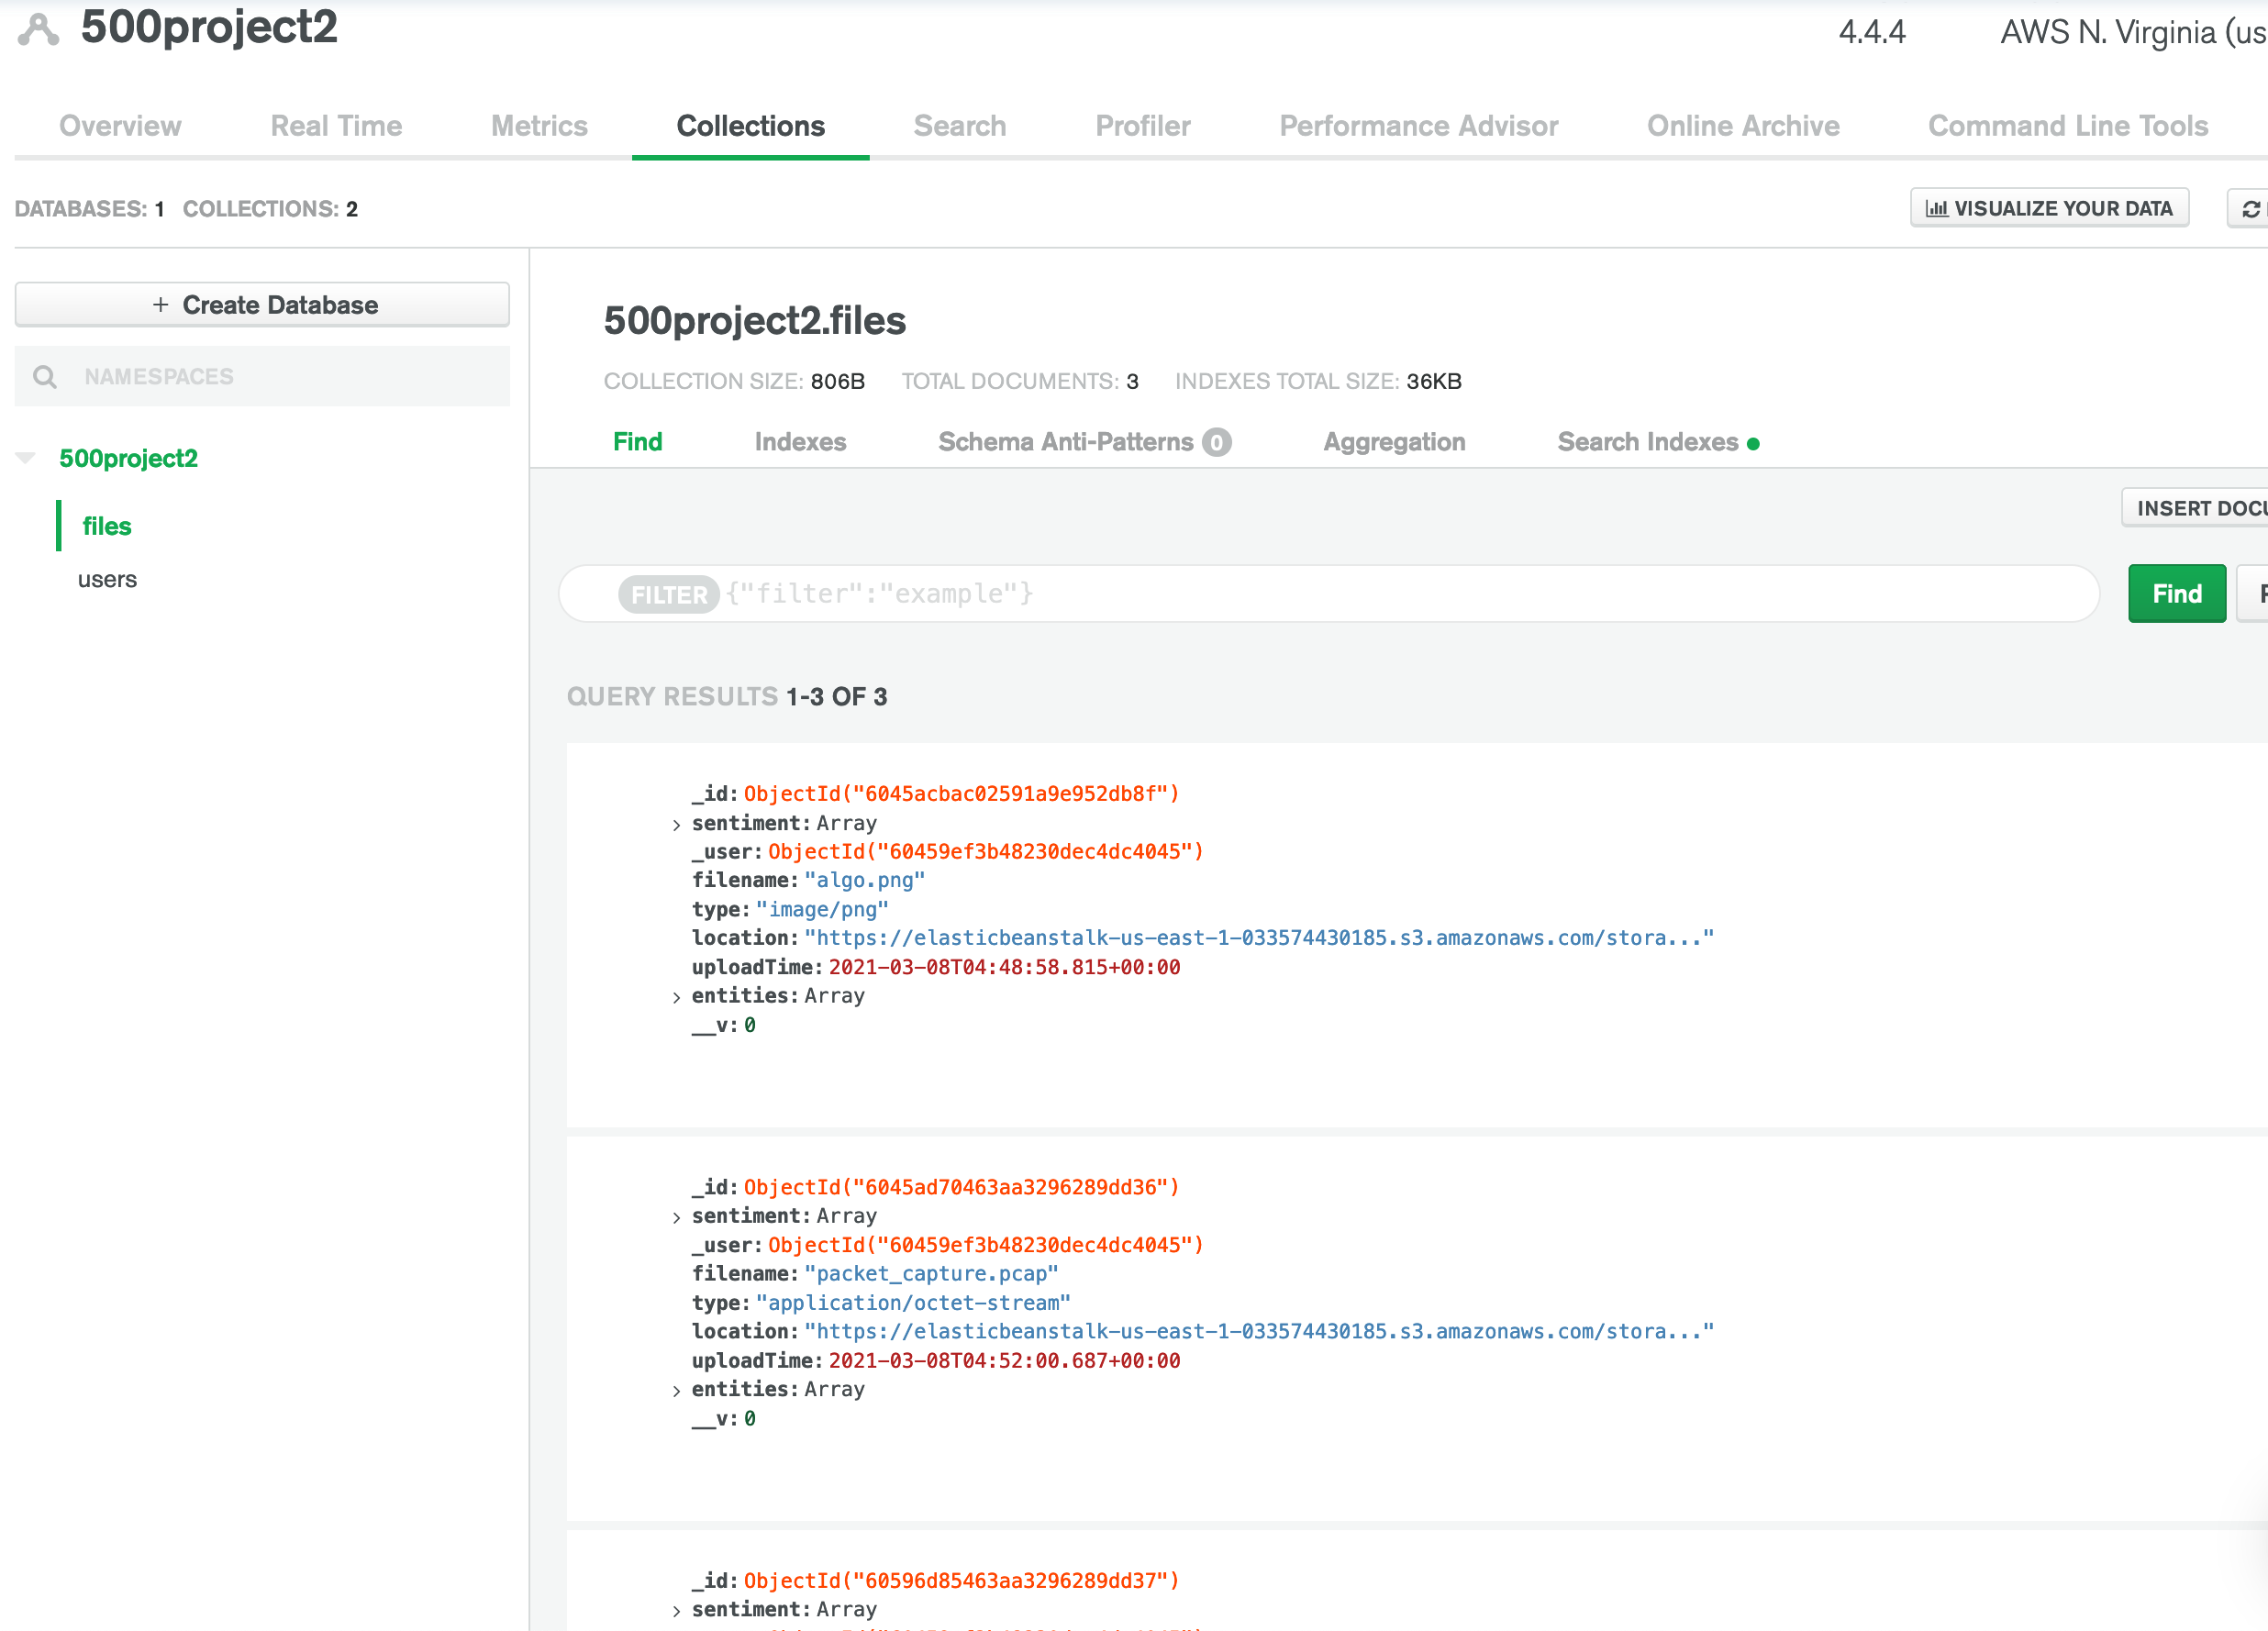 500project2
4.4.4 AWS N. Virginia (us
Overview Real Time Metrics Collections Search Profiler Performance Advisor Online Archive Command Line Tools
DATABASES: 1 COLLECTIONS: 2
VISUALIZE YOUR DATA
+ Create Database
NAMESPACES
500project2
files
users
500project2.files
COLLECTION SIZE: 806B TOTAL DOCUMENTS: 3 INDEXES TOTAL SIZE: 36KB
Find Indexes Schema Anti-Patterns 0 Aggregation Search Indexes
INSERT DOCU
FILTER {"filter":"example"}
Find
QUERY RESULTS 1-3 OF 3
_id: ObjectId("6045acbac02591a9e952db8f")
> sentiment: Array
_user: ObjectId("60459ef3b48230dec4dc4045")
filename: "algo.png"
type: "image/png"
location: "https://elasticbeanstalk-us-east-1-033574430185.s3.amazonaws.com/stora..."
uploadTime: 2021-03-08T04:48:58.815+00:00
> entities: Array
__v: 0
_id: ObjectId("6045ad70463aa3296289dd36")
> sentiment: Array
_user: ObjectId("60459ef3b48230dec4dc4045")
filename: "packet_capture.pcap"
type: "application/octet-stream"
location: "https://elasticbeanstalk-us-east-1-033574430185.s3.amazonaws.com/stora..."
uploadTime: 2021-03-08T04:52:00.687+00:00
> entities: Array
__v: 0
_id: ObjectId("60596d85463aa3296289dd37")
> sentiment: Array